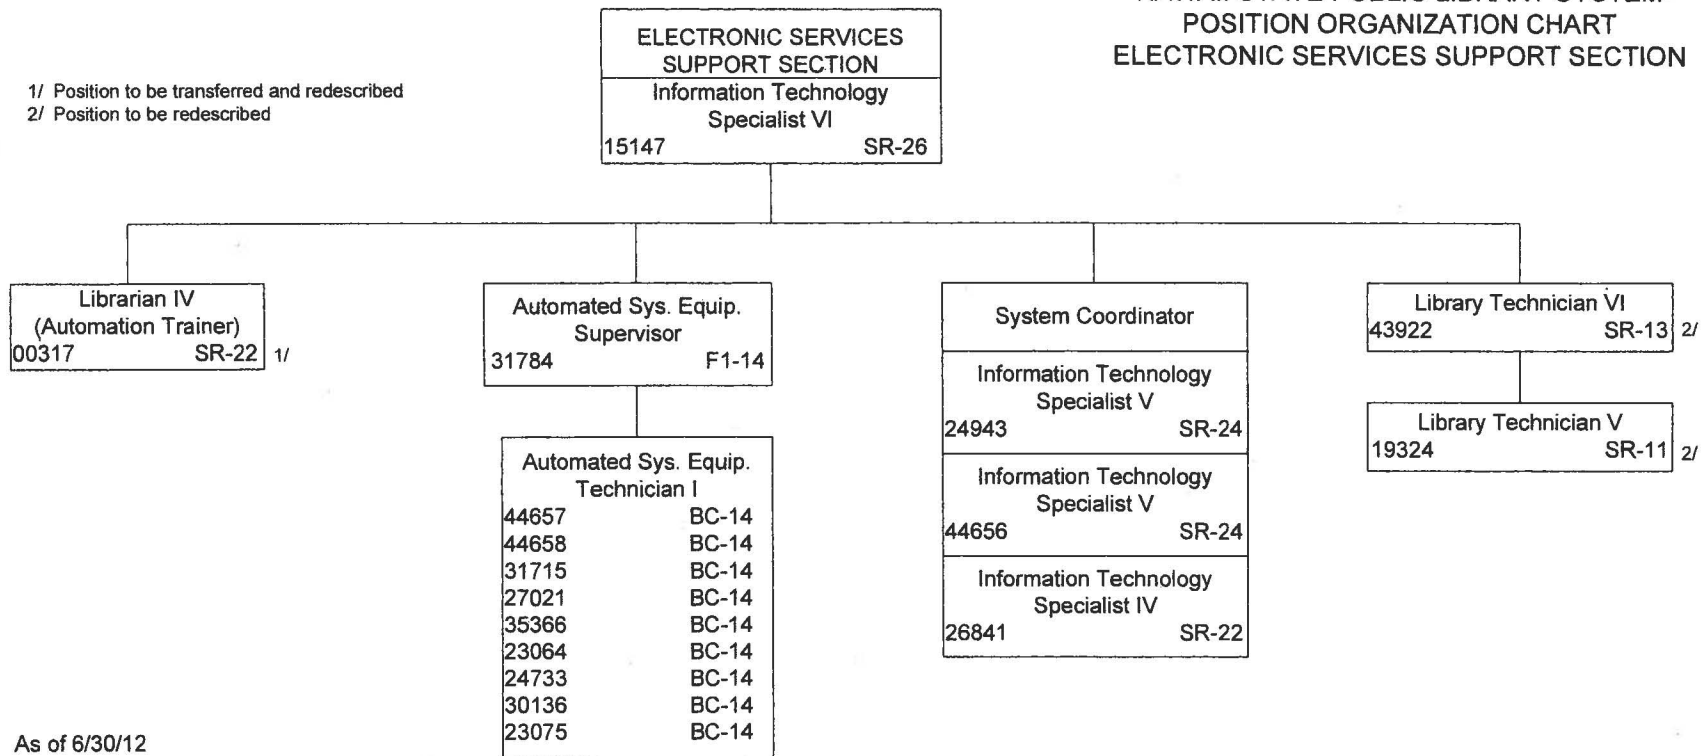 POSITION ORGANIZATION CHART
ELECTRONIC SERVICES SUPPORT SECTION
1/ Position to be transferred and redescribed
2/ Position to be redescribed
ELECTRONIC SERVICES
SUPPORT SECTION
Information Technology
Specialist VI
15147 SR-26
Librarian IV
(Automation Trainer)
00317 SR-22 1/
Automated Sys. Equip.
Supervisor
31784 F1-14
Automated Sys. Equip.
Technician I
44657 BC-14
44658 BC-14
31715 BC-14
27021 BC-14
35366 BC-14
23064 BC-14
24733 BC-14
30136 BC-14
23075 BC-14
System Coordinator
Information Technology
Specialist V
24943 SR-24
Information Technology
Specialist V
44656 SR-24
Information Technology
Specialist IV
26841 SR-22
Library Technician VI
43922 SR-13 2/
Library Technician V
19324 SR-11 2/
As of 6/30/12